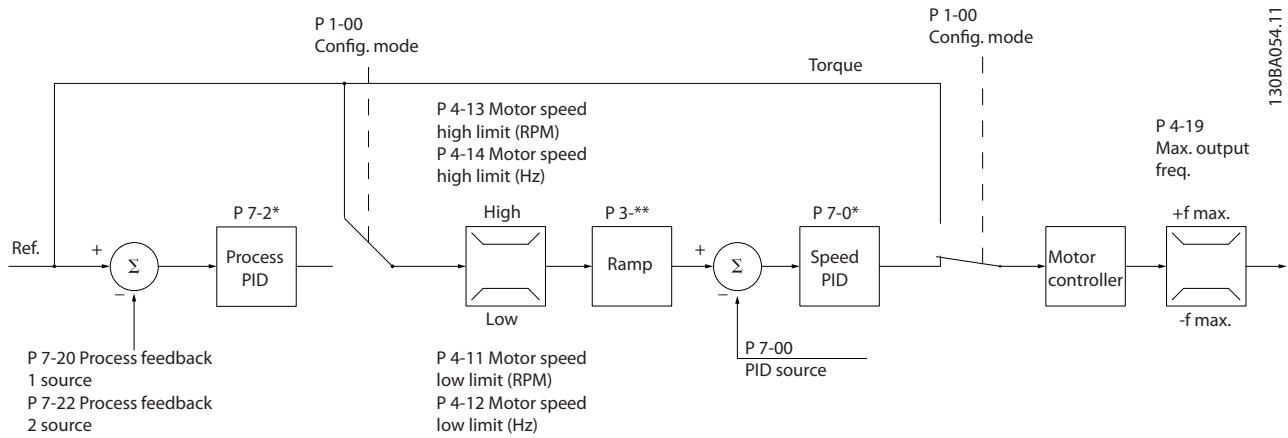 P 1-00
Config. mode
P 1-00
Config. mode
130BA054.11
Torque
P 4-13 Motor speed
high limit (RPM)
P 4-14 Motor speed
high limit (Hz)
P 4-19
Max. output
freq.
Ref.
+
Σ
–
P 7-2*
Process
PID
High
Low
P 3-**
Ramp
+
Σ
–
P 7-0*
Speed
PID
Motor
controller
+f max.
-f max.
P 7-20 Process feedback
1 source
P 7-22 Process feedback
2 source
P 4-11 Motor speed
low limit (RPM)
P 4-12 Motor speed
low limit (Hz)
P 7-00
PID source